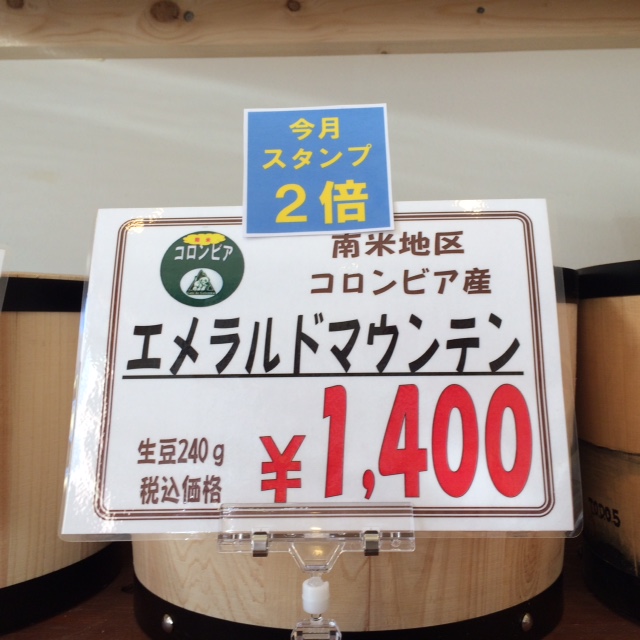 今月
スタンプ
2倍
南米
コロンビア
南米地区
コロンビア産
エメラルドマウンテン
生豆240g
税込価格
¥1,400